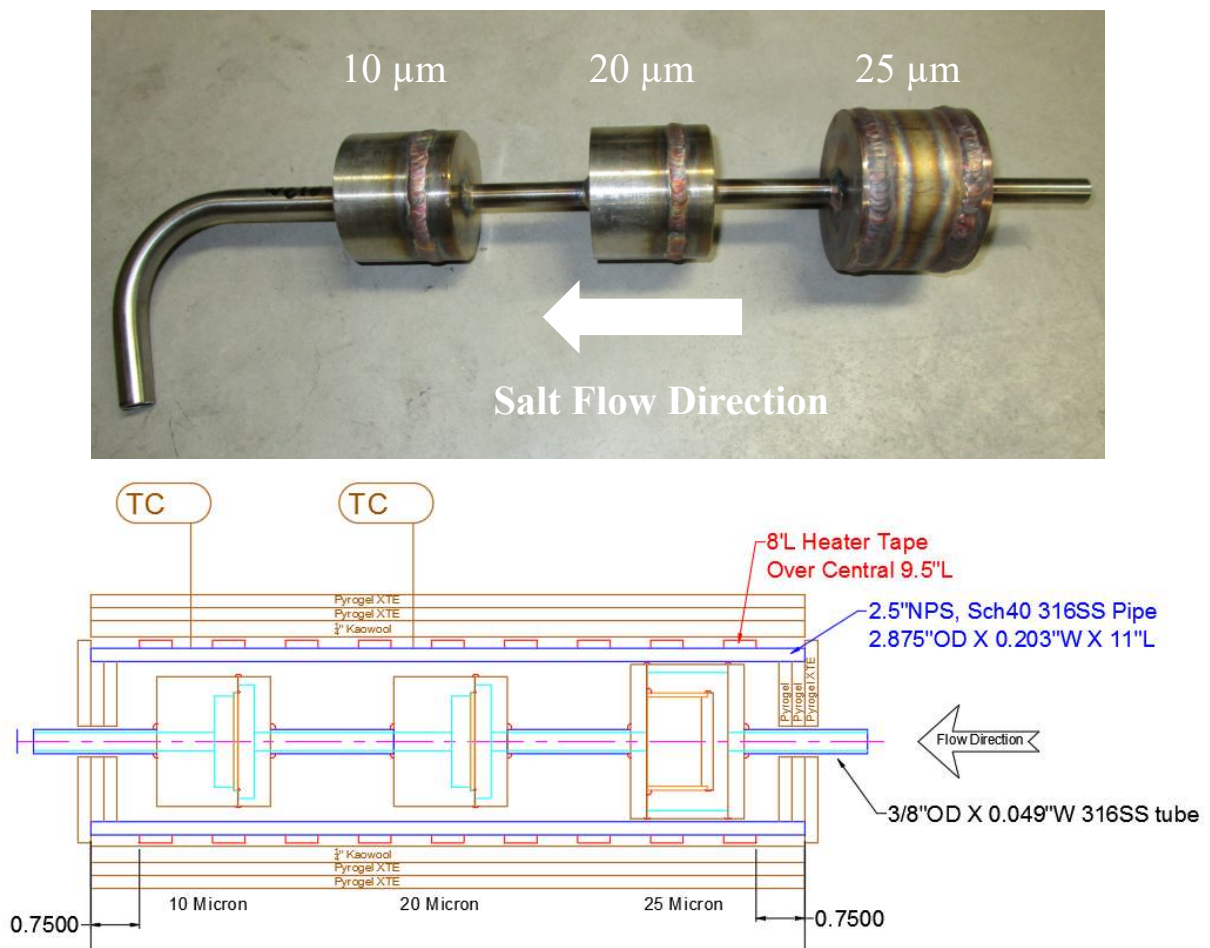 10 µm
20 µm
25 µm
Salt Flow Direction
TC
TC
8'L Heater Tape
Over Central 9.5"L
Pyrogel XTE
Pyrogel XTE
¼" Kaowool
2.5"NPS, Sch40 316SS Pipe
2.875"OD X 0.203"W X 11"L
Pyrogel
Pyrogel
Pyrogel XTE
Flow Direction
3/8"OD X 0.049"W 316SS tube
¼" Kaowool
Pyrogel XTE
Pyrogel XTE
10 Micron
20 Micron
25 Micron
0.7500
0.7500